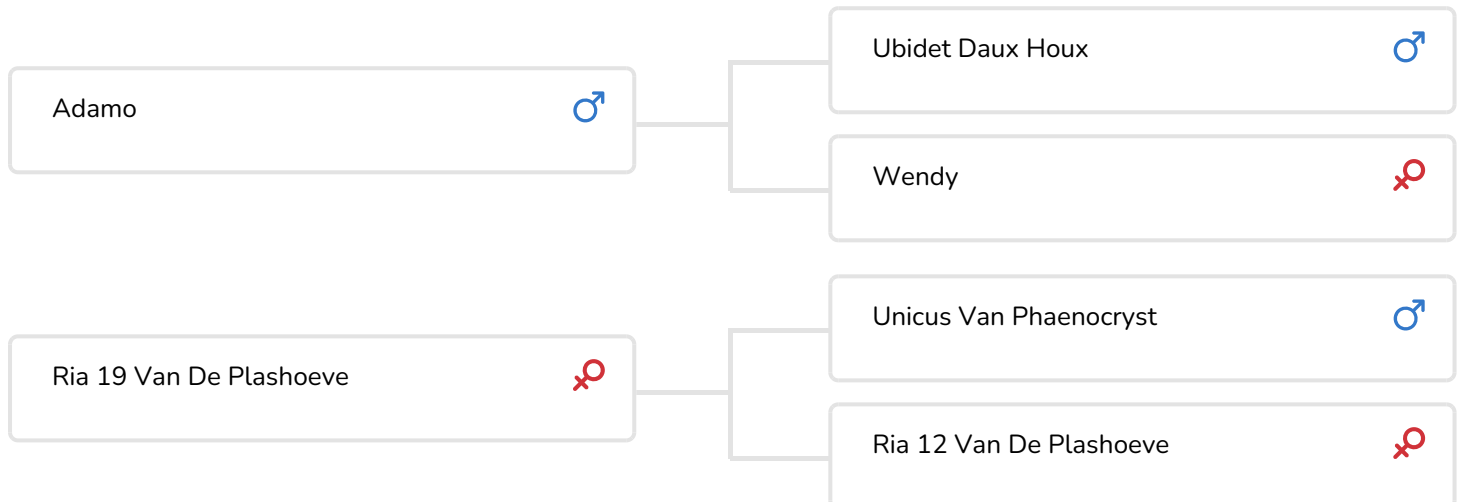 Ubidet Daux Houx
Adamo
Wendy
Unicus Van Phaenocryst
Ria 19 Van De Plashoeve
Ria 12 Van De Plashoeve